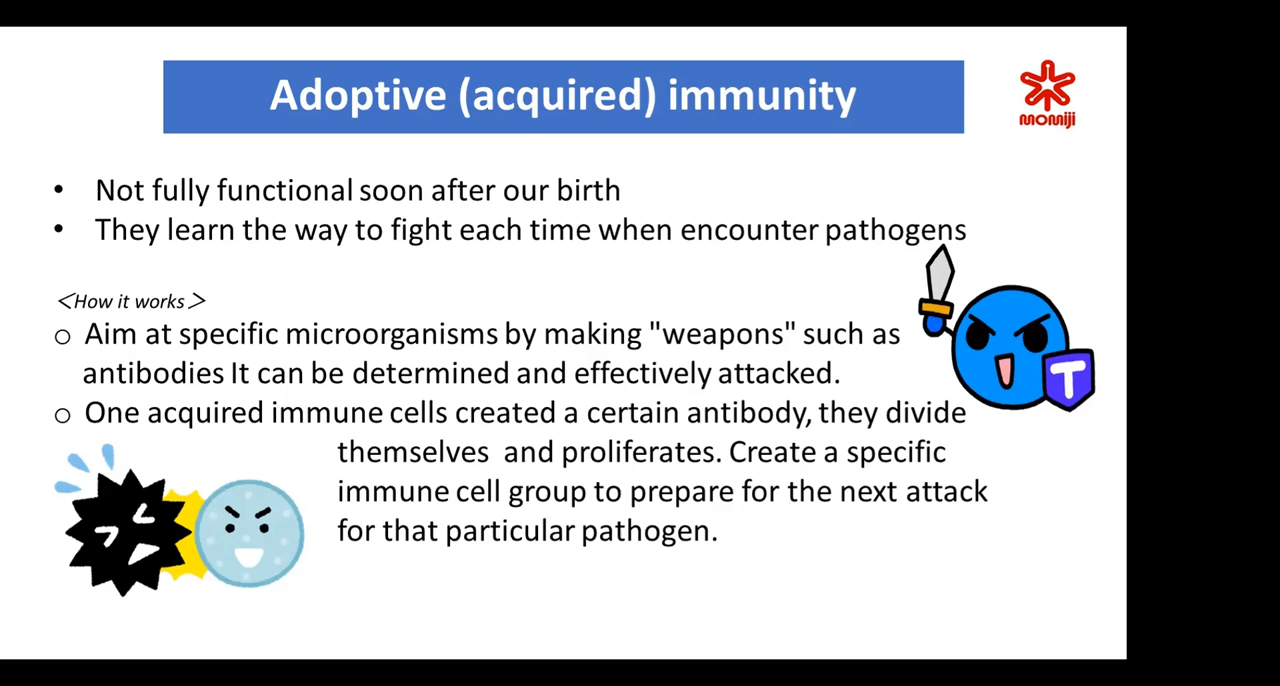 Adoptive (acquired) immunity
MOMiji
• Not fully functional soon after our birth
• They learn the way to fight each time when encounter pathogens
＜How it works＞
o Aim at specific microorganisms by making "weapons" such as
antibodies It can be determined and effectively attacked.
o One acquired immune cells created a certain antibody, they divide
themselves and proliferates. Create a specific
immune cell group to prepare for the next attack
for that particular pathogen.
T